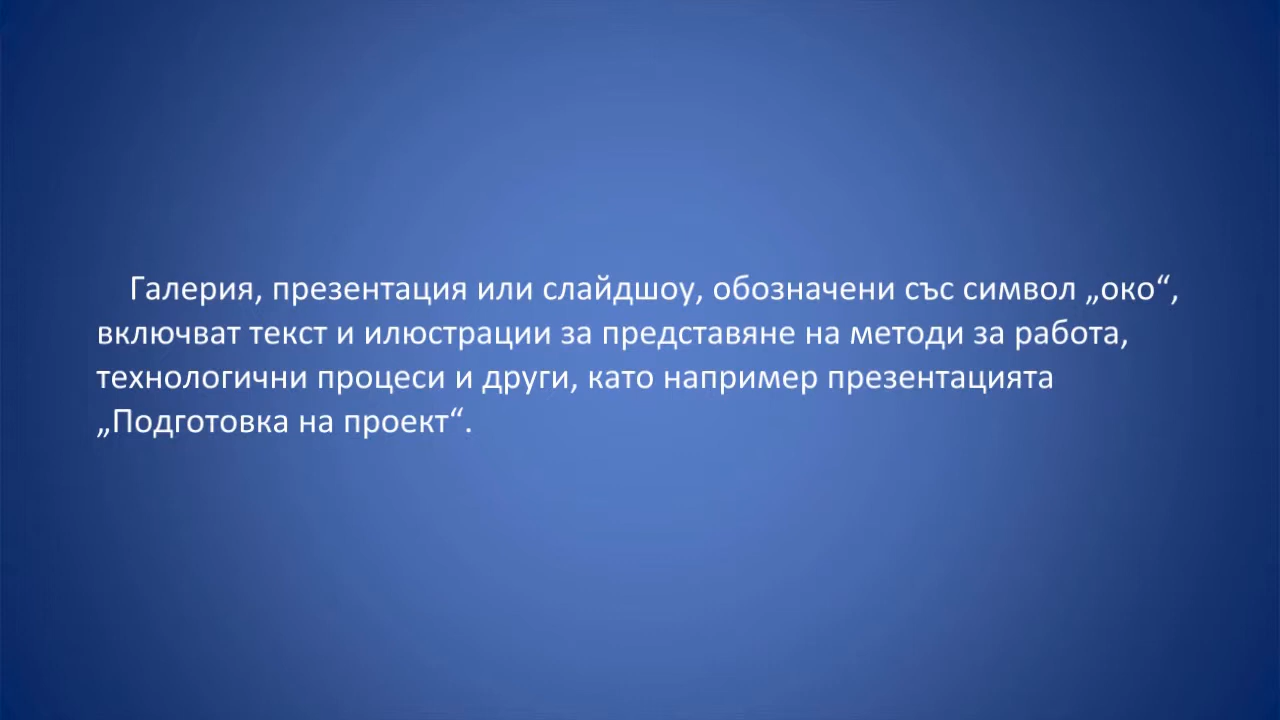 Галерия, презентация или слайдшоу, обозначени със символ „око“,
включват текст и илюстрации за представяне на методи за работа,
технологични процеси и други, като например презентацията
„Подготовка на проект“.